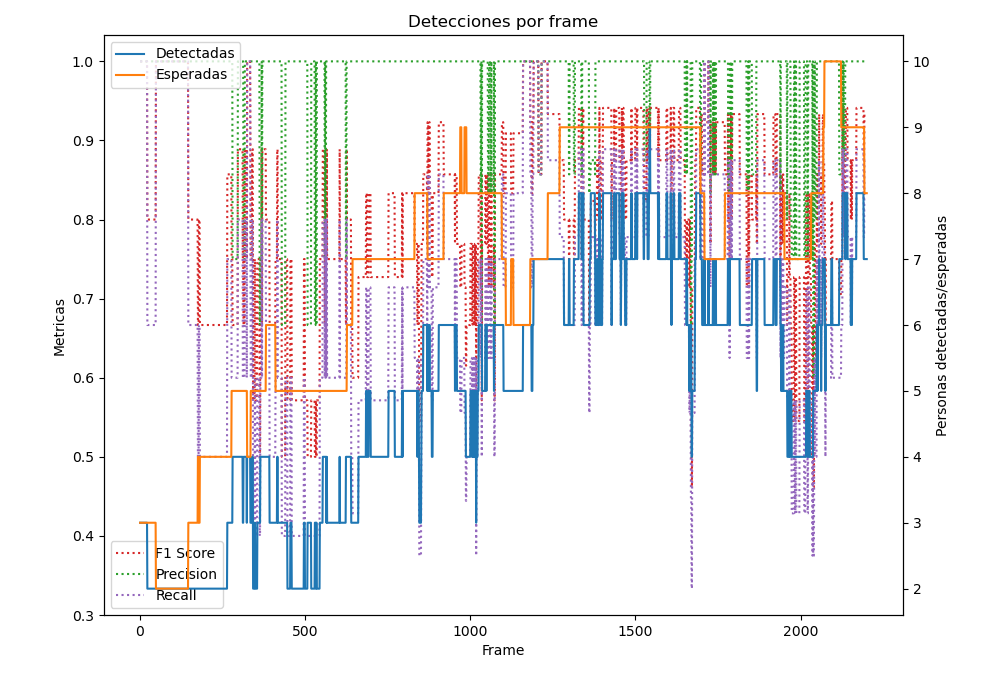 Detecciones por frame
Detectadas
Esperadas
1.0
0.9
0.8
0.7
0.6
0.5
0.4
0.3
Metricas
10
9
8
7
6
5
4
3
2
Personas detectadas/esperadas
F1 Score
Precision
Recall
0 500 1000 1500 2000
Frame